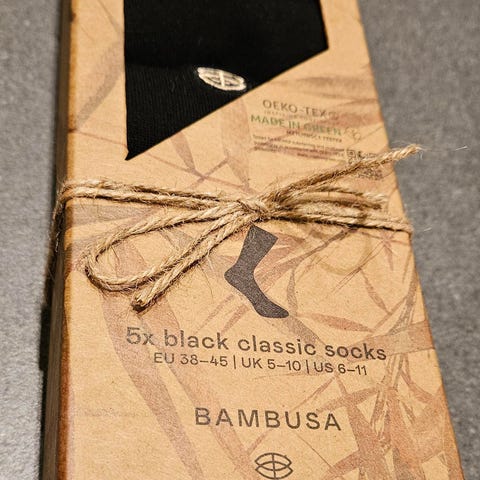 OEKO-TEX®
MADE IN GREEN
5x black classic socks
EU 38–45 | UK 5–10 | US 6–11
BAMBUSA